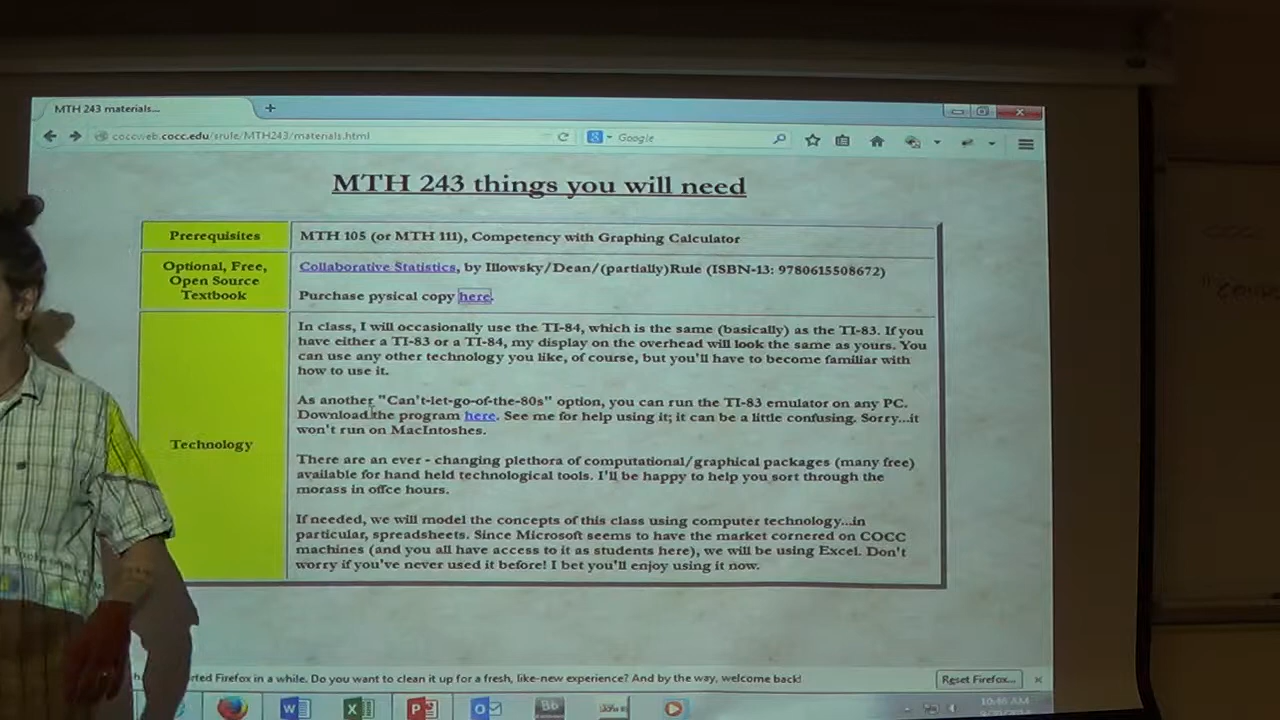 MTH 243 materials...
coccweb.cocc.edu/srule/MTH243/materials.html
Google
MTH 243 things you will need
Prerequisites
MTH 105 (or MTH 111), Competency with Graphing Calculator
Optional, Free,
Open Source
Textbook
Collaborative Statistics, by Illowsky/Dean/(partially)Rule (ISBN-13: 9780615508672)
Purchase pysical copy here.
Technology
In class, I will occasionally use the TI-84, which is the same (basically) as the TI-83. If you
have either a TI-83 or a TI-84, my display on the overhead will look the same as yours. You
can use any other technology you like, of course, but you'll have to become familiar with
how to use it.
As another "Can't-let-go-of-the-80s" option, you can run the TI-83 emulator on any PC.
Download the program here. See me for help using it; it can be a little confusing. Sorry...it
won't run on MacIntoshes.
There are an ever - changing plethora of computational/graphical packages (many free)
available for hand held technological tools. I'll be happy to help you sort through the
morass in offce hours.
If needed, we will model the concepts of this class using computer technology...in
particular, spreadsheets. Since Microsoft seems to have the market cornered on COCC
machines (and you all have access to it as students here), we will be using Excel. Don't
worry if you've never used it before! I bet you'll enjoy using it now.
rted Firefox in a while. Do you want to clean it up for a fresh, like-new experience? And by the way, welcome back!
Reset Firefox...
Bb
10:46 AM